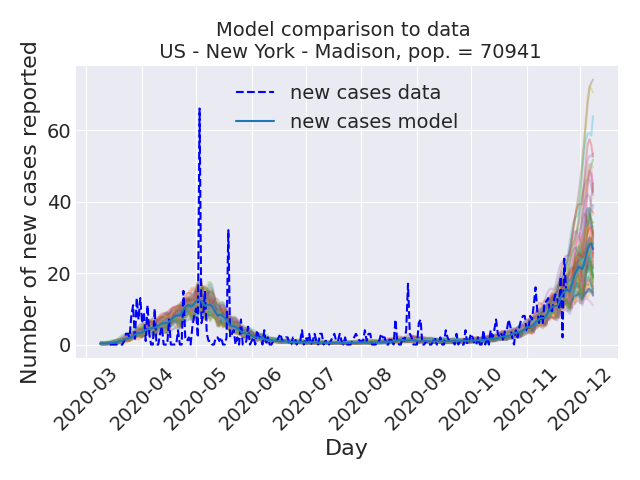 Model comparison to data
US - New York - Madison, pop. = 70941
Number of new cases reported
new cases data
new cases model
60
40
20
0
2020-03
2020-04
2020-05
2020-06
2020-07
2020-08
2020-09
2020-10
2020-11
2020-12
Day